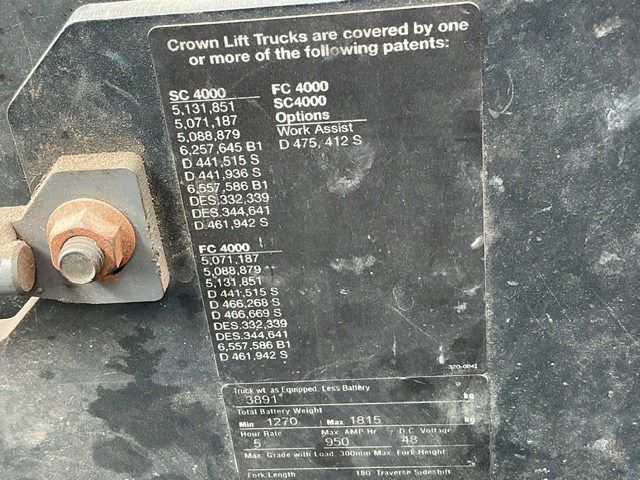 Crown Lift Trucks are covered by one
or more of the following patents:
SC 4000
5,131,851
5,071,187
5,088,879
6,257,645 B1
D 441,515 S
D 441,936 S
6,557,586 B1
DES.332,339
DES.344,641
D 461,942 S
FC 4000
SC4000
Options
Work Assist
D 475, 412 S
FC 4000
5,071,187
5,088,879
5,131,851
D 441,515 S
D 466,268 S
D 466,669 S
DES.332,339
DES.344,641
6,557,586 B1
D 461,942 S
Truck wt. as Equipped, Less Battery
3891 kg
Total Battery Weight
Min 1270 Max 1815 kg
Hour Rate Max. AMP Hr D.C. Voltage
5 950 48
Max. Grade with Load, 300mm Max. Fork Height
Fork Length 180° Traverse Sideshift